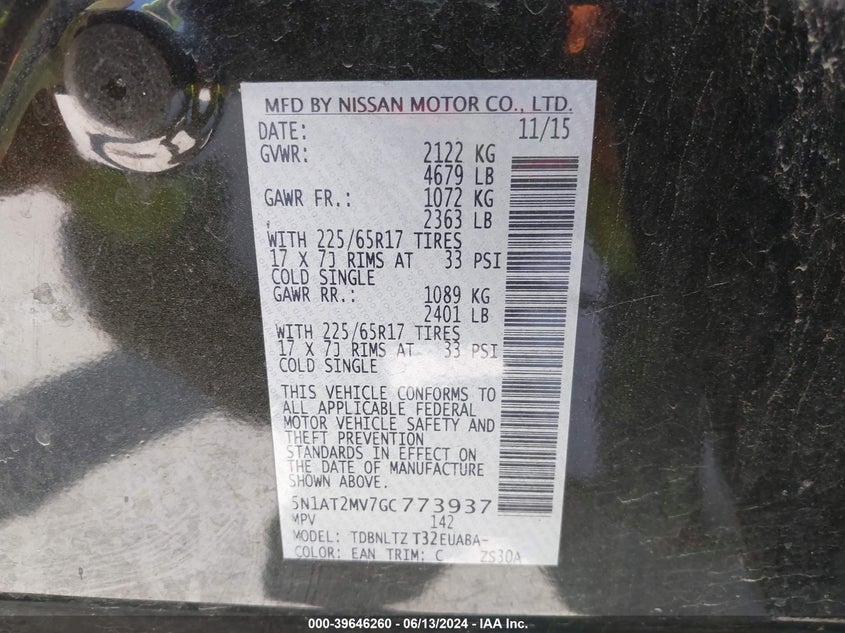 MFD BY NISSAN MOTOR CO., LTD.
DATE: 11/15
GVWR: 2122 KG
4679 LB
GAWR FR.: 1072 KG
2363 LB
WITH 225/65R17 TIRES
17 X 7J RIMS AT 33 PSI
COLD SINGLE
GAWR RR.: 1089 KG
2401 LB
WITH 225/65R17 TIRES
17 X 7J RIMS AT 33 PSI
COLD SINGLE
THIS VEHICLE CONFORMS TO
ALL APPLICABLE FEDERAL
MOTOR VEHICLE SAFETY AND
THEFT PREVENTION
STANDARDS IN EFFECT ON
THE DATE OF MANUFACTURE
SHOWN ABOVE.
5N1AT2MV7GC773937
MPV 142
MODEL: TDBNLTZ T32EUABA-
COLOR: EAN TRIM: C ZS30A
000-39646260 - 06/13/2024 - IAA Inc.